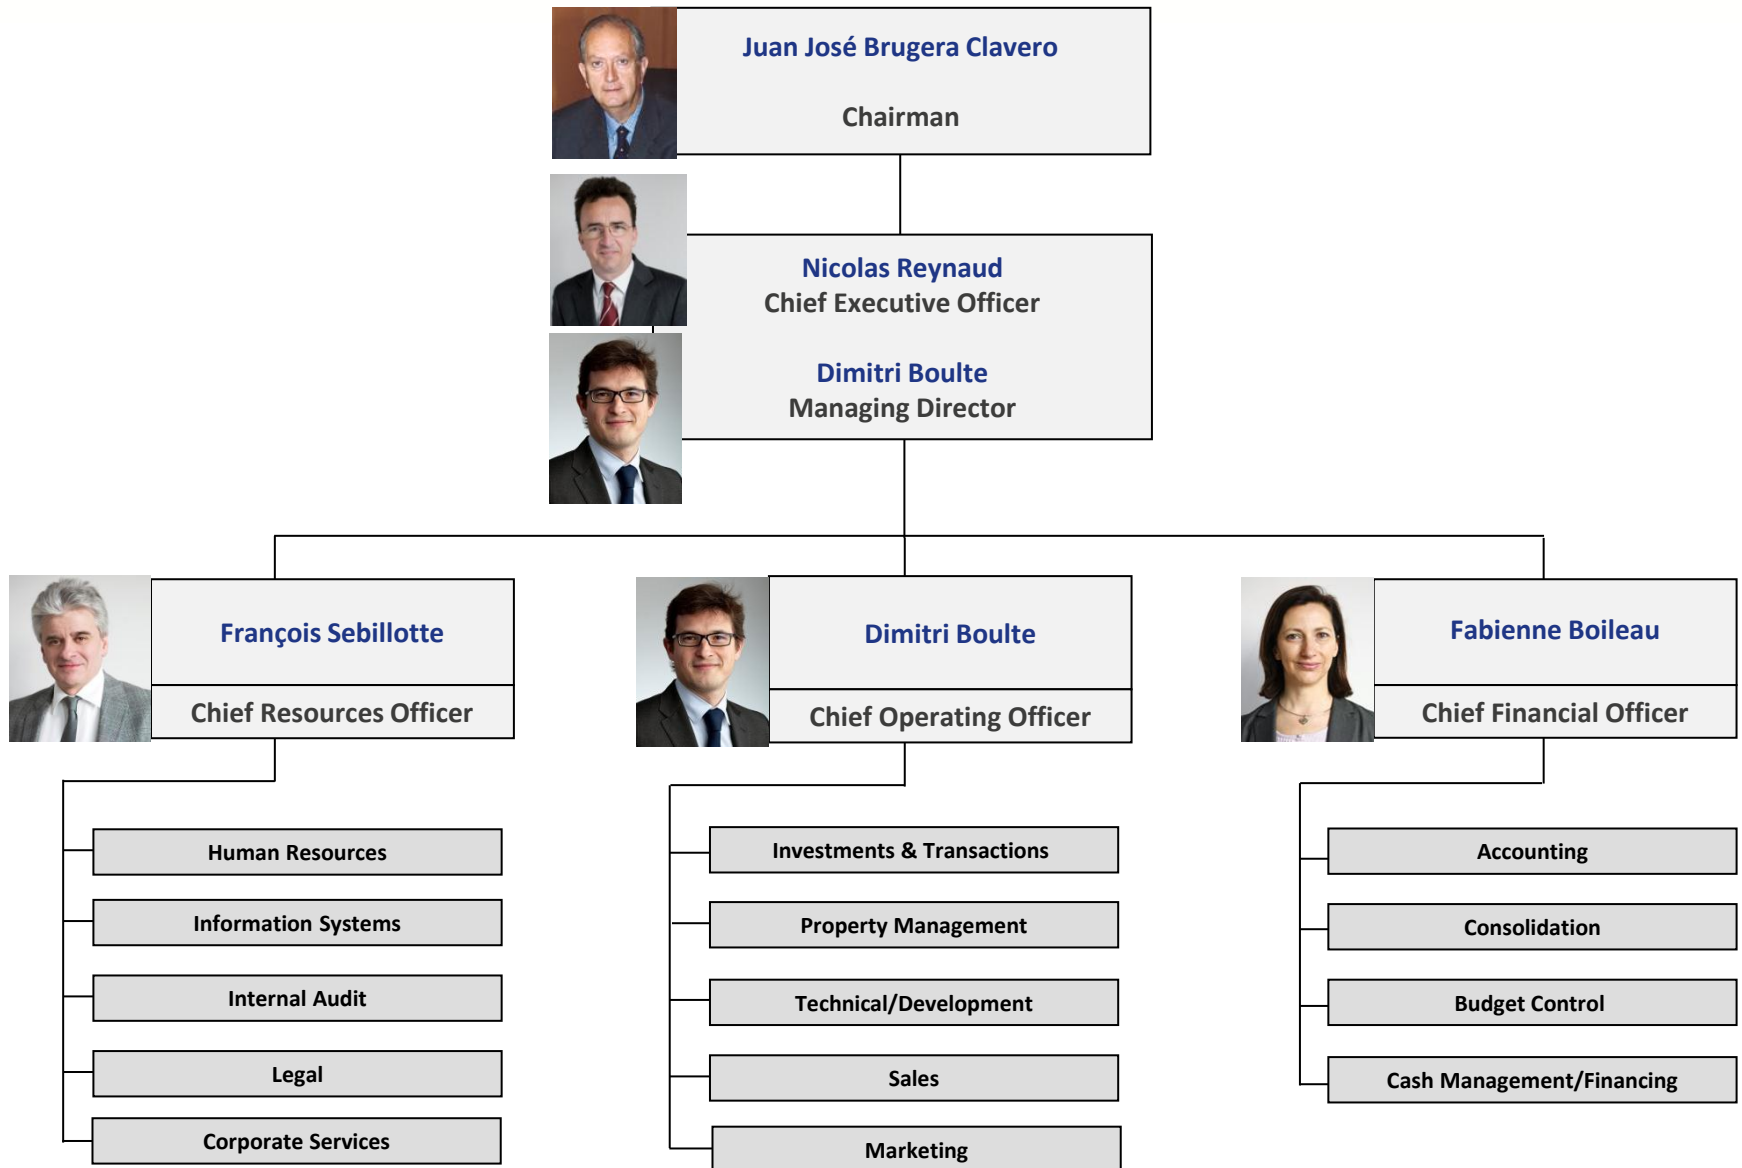 Juan José Brugera Clavero
Chairman
Nicolas Reynaud
Chief Executive Officer
Dimitri Boulte
Managing Director
François Sebillotte
Chief Resources Officer
Human Resources
Information Systems
Internal Audit
Legal
Corporate Services
Dimitri Boulte
Chief Operating Officer
Investments & Transactions
Property Management
Technical/Development
Sales
Marketing
Fabienne Boileau
Chief Financial Officer
Accounting
Consolidation
Budget Control
Cash Management/Financing